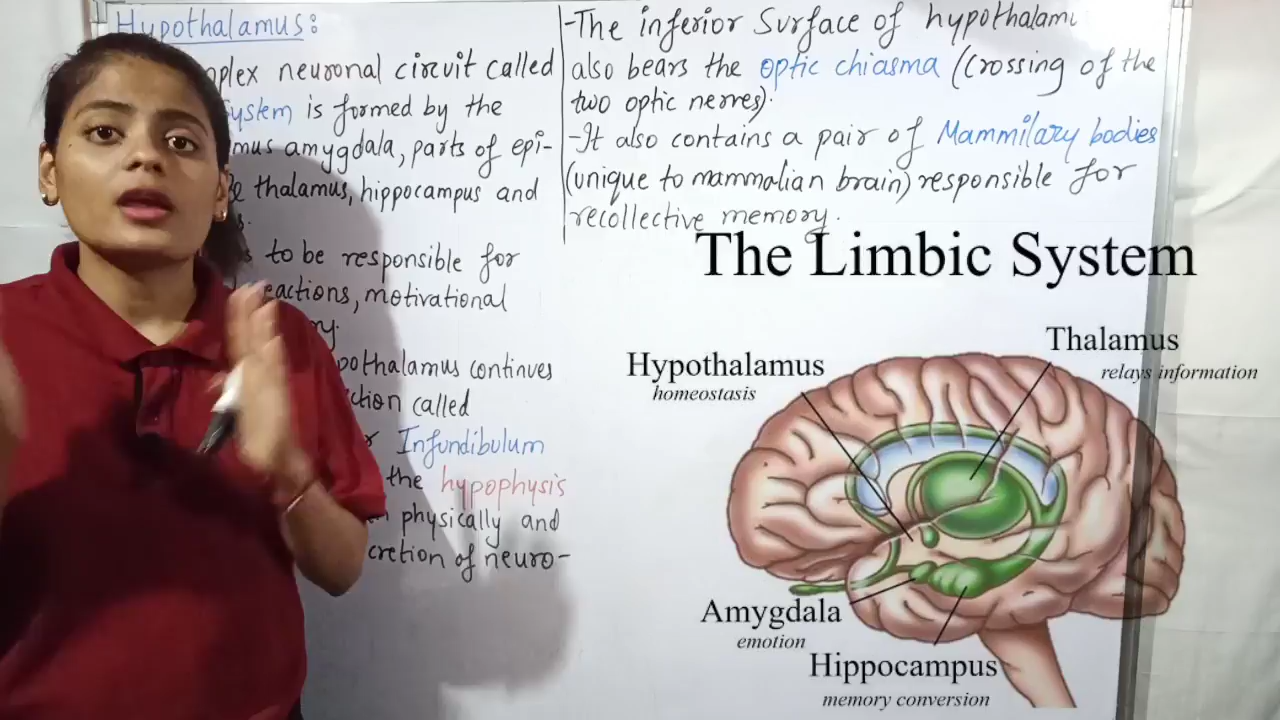 Hypothalamus:
nplex neuronal circuit called
system is formed by the
mus amygdala, parts of epi-
thalamus, hippocampus and
s.
s to be responsible for
eactions, motivational
ry.
pothalamus continues
ction called
r Infundibulum
the hypophysis
physically and
cretion of neuro-
-The inferior Surface of hypothalam
also bears the optic chiasma (Crossing of the
two optic nerves).
-It also contains a pair of Mammilary bodies
(unique to mammalian brain) responsible for
recollective memory.
The Limbic System
Thalamus
relays information
Hypothalamus
homeostasis
Amygdala
emotion
Hippocampus
memory conversion